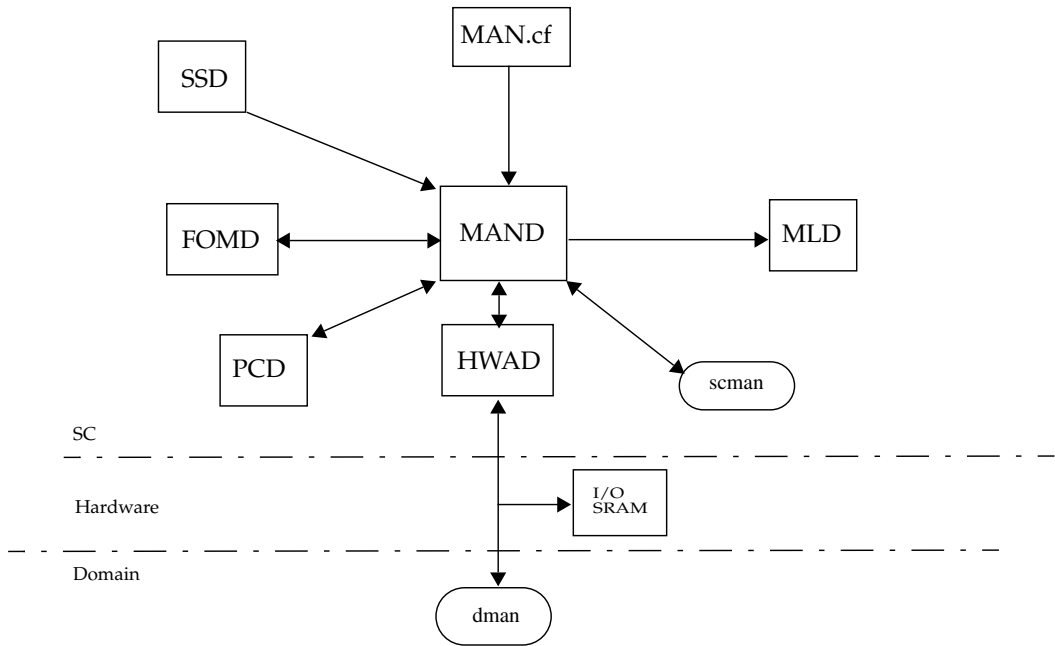 MAN.cf
SSD
FOMD
MAND
MLD
PCD
HWAD
scman
SC
Hardware
I/O
SRAM
Domain
dman